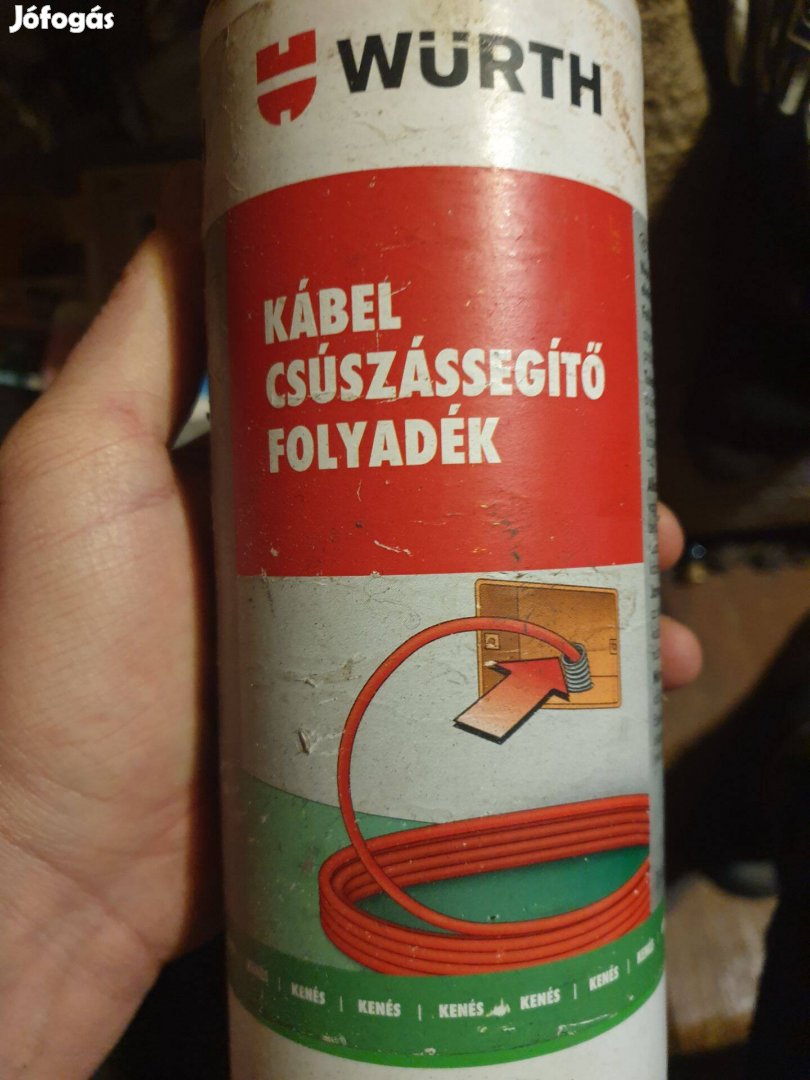 Jófogás
WÜRTH
KÁBEL
CSÚSZÁSSEGÍTŐ
FOLYADÉK
KENÉS | KENÉS | KENÉS | KENÉS | KENÉS | KENÉS | KENÉS